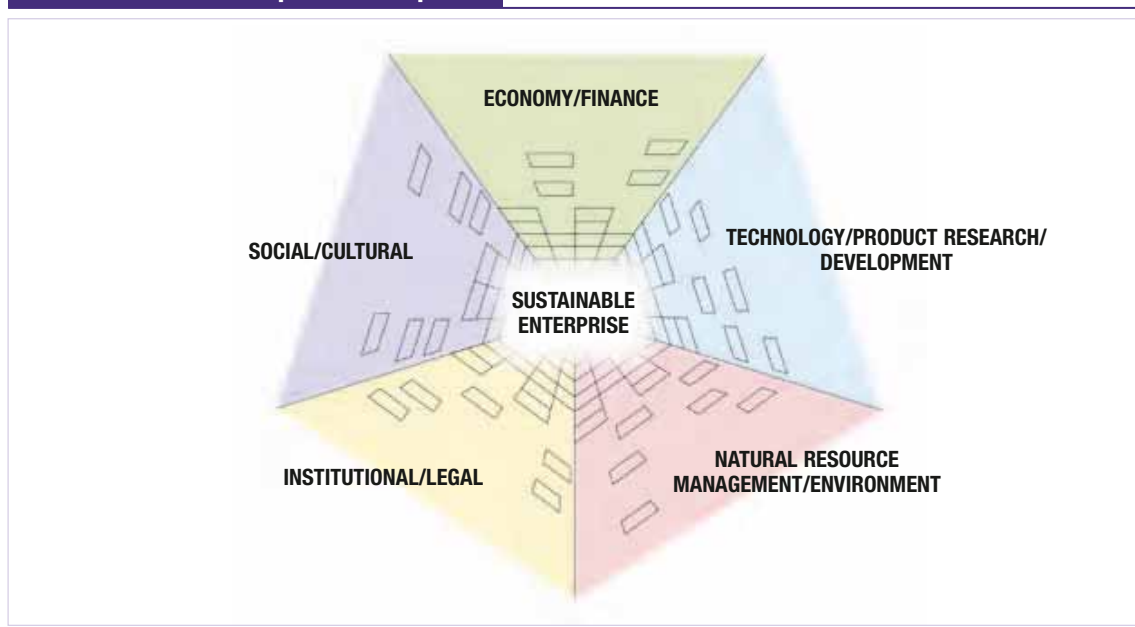 ECONOMY/FINANCE
SOCIAL/CULTURAL
TECHNOLOGY/PRODUCT RESEARCH/
DEVELOPMENT
SUSTAINABLE
ENTERPRISE
INSTITUTIONAL/LEGAL
NATURAL RESOURCE
MANAGEMENT/ENVIRONMENT